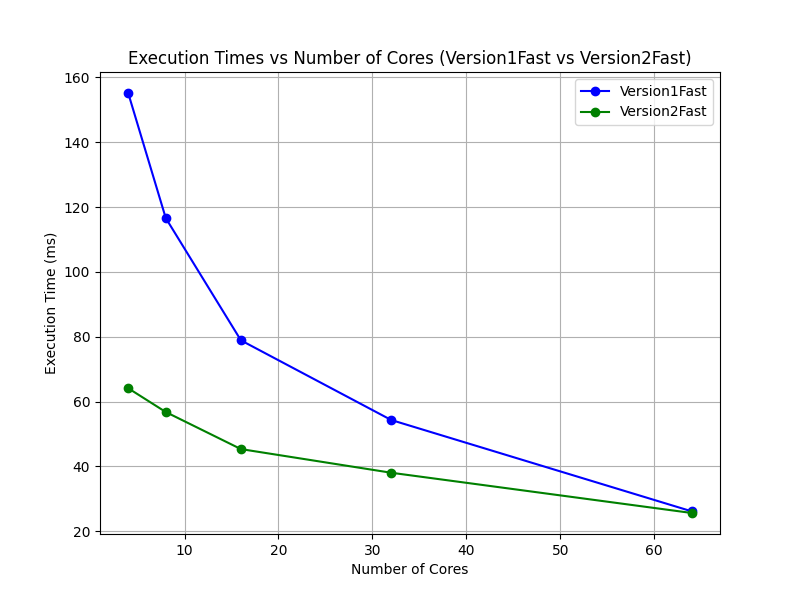 Execution Times vs Number of Cores (Version1Fast vs Version2Fast)
Version1Fast
Version2Fast
160
140
120
100
80
60
40
20
Execution Time (ms)
10 20 30 40 50 60
Number of Cores